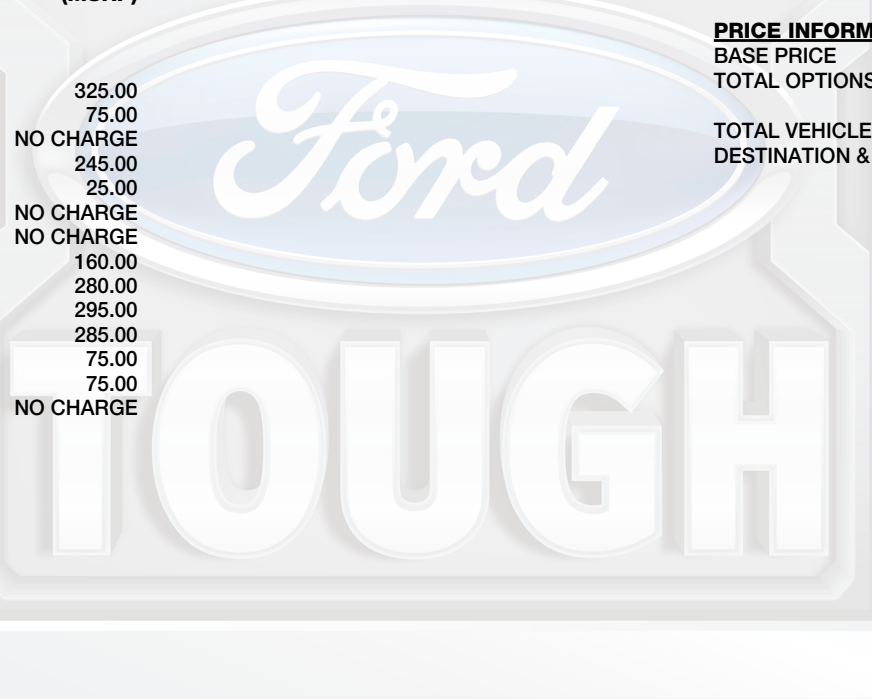 PRICE INFORM
BASE PRICE
TOTAL OPTIONS
TOTAL VEHICLE
DESTINATION &
325.00
75.00
NO CHARGE
245.00
25.00
NO CHARGE
NO CHARGE
160.00
280.00
295.00
285.00
75.00
75.00
NO CHARGE
Ford
TOUGH